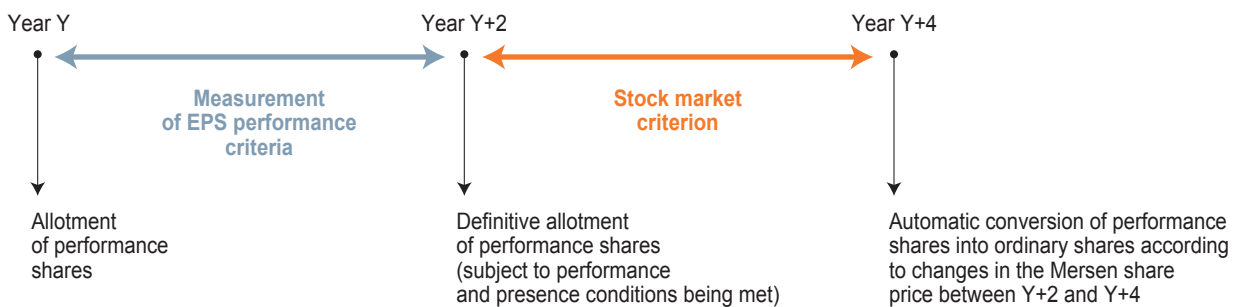 Year Y
Year Y+2
Year Y+4
Measurement
of EPS performance
criteria
Stock market
criterion
Allotment
of performance
shares
Definitive allotment
of performance shares
(subject to performance
and presence conditions being met)
Automatic conversion of performance
shares into ordinary shares according
to changes in the Mersen share
price between Y+2 and Y+4